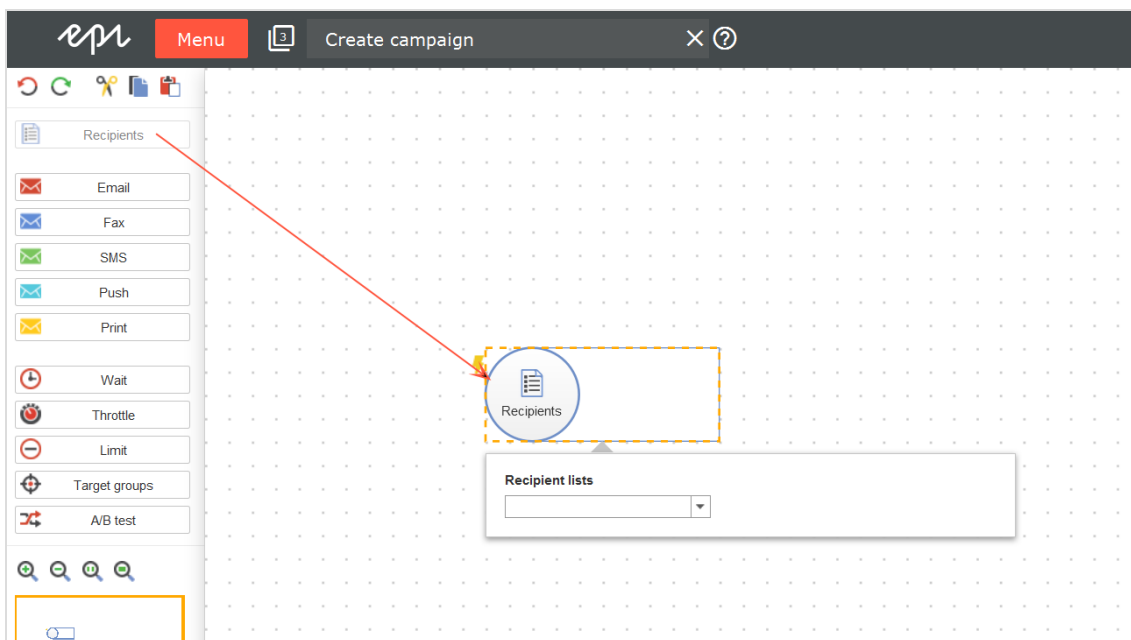 epi
Menu
3
Create campaign
Recipients
Email
Fax
SMS
Push
Print
Wait
Throttle
Limit
Target groups
A/B test
Recipients
Recipient lists